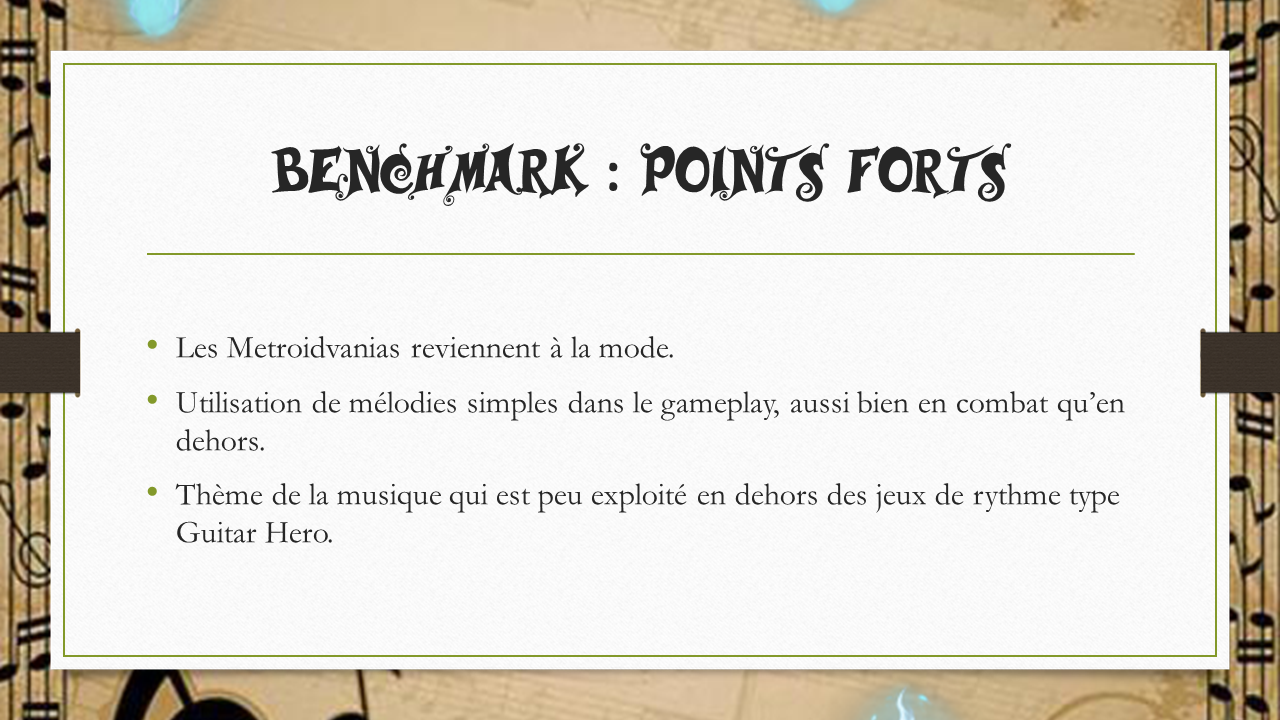 BENCHMARK : POINTS FORTS
• Les Metroidvanias reviennent à la mode.
• Utilisation de mélodies simples dans le gameplay, aussi bien en combat qu’en
dehors.
• Thème de la musique qui est peu exploité en dehors des jeux de rythme type
Guitar Hero.